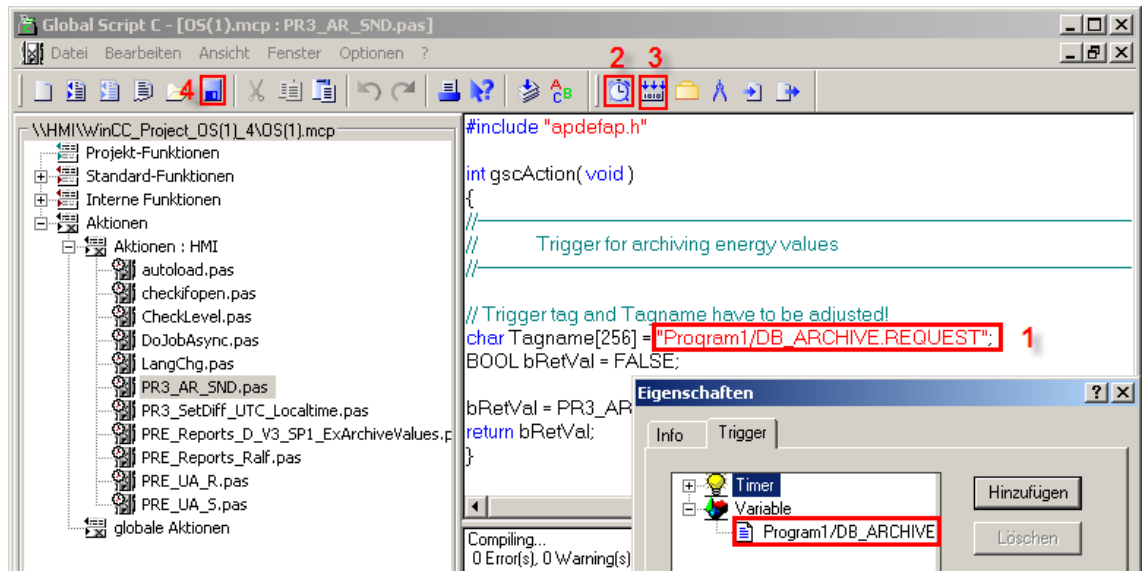 Global Script C - [OS(1).mcp : PR3_AR_SND.pas]
Datei Bearbeiten Ansicht Fenster Optionen ?
2 3
4
\\HMI\WinCC_Project_OS(1)_4\OS(1).mcp
Projekt-Funktionen
Standard-Funktionen
Interne Funktionen
Aktionen
Aktionen : HMI
autoload.pas
checkifopen.pas
CheckLevel.pas
DoJobAsync.pas
LangChg.pas
PR3_AR_SND.pas
PR3_SetDiff_UTC_Localtime.pas
PRE_Reports_D_V3_SP1_ExArchiveValues.p
PRE_Reports_Ralf.pas
PRE_UA_R.pas
PRE_UA_S.pas
globale Aktionen
#include "apdefap.h"
int gscAction( void )
{
//
// Trigger for archiving energy values
//
// Trigger tag and Tagname have to be adjusted!
char Tagname[256] = "Program1/DB_ARCHIVE.REQUEST"; 1
BOOL bRetVal = FALSE;
bRetVal = PR3_AR
return bRetVal;
}
Compiling...
0 Error(s), 0 Warning(s)
Eigenschaften
Info Trigger
Timer
Variable
Program1/DB_ARCHIVE
Hinzufügen
Löschen